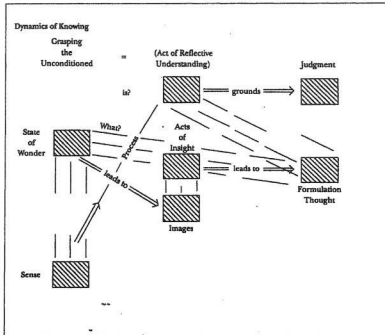 Dynamics of Knowing
Grasping
the
Unconditioned
=
(Act of Reflective
Understanding)
Judgment
is?
grounds
What?
Process
State
of
Wonder
Acts
of
Insight
leads to
leads to
Formulation
Thought
Images
Sense